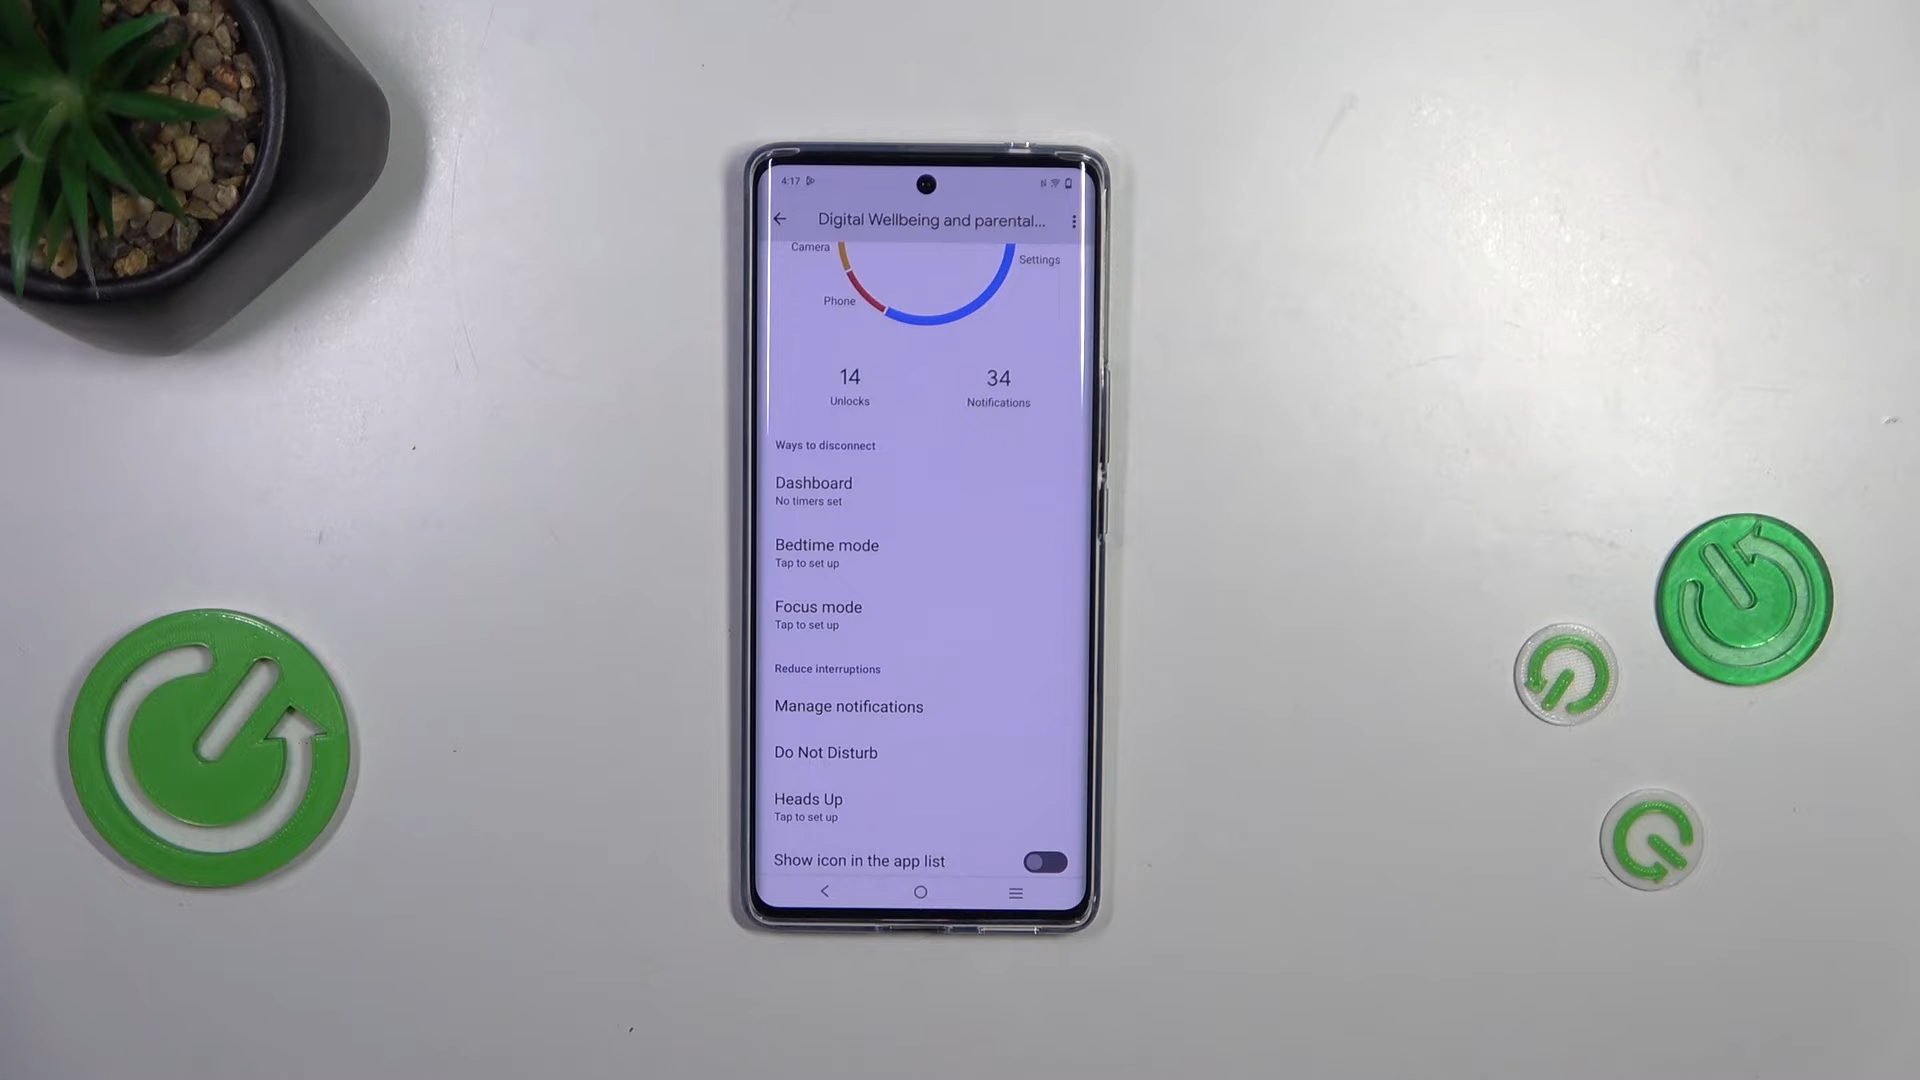 4:17
Digital Wellbeing and parental...
Camera
Settings
Phone
14
34
Unlocks
Notifications
Ways to disconnect
Dashboard
No timers set
Bedtime mode
Tap to set up
Focus mode
Tap to set up
Reduce interruptions
Manage notifications
Do Not Disturb
Heads Up
Tap to set up
Show icon in the app list